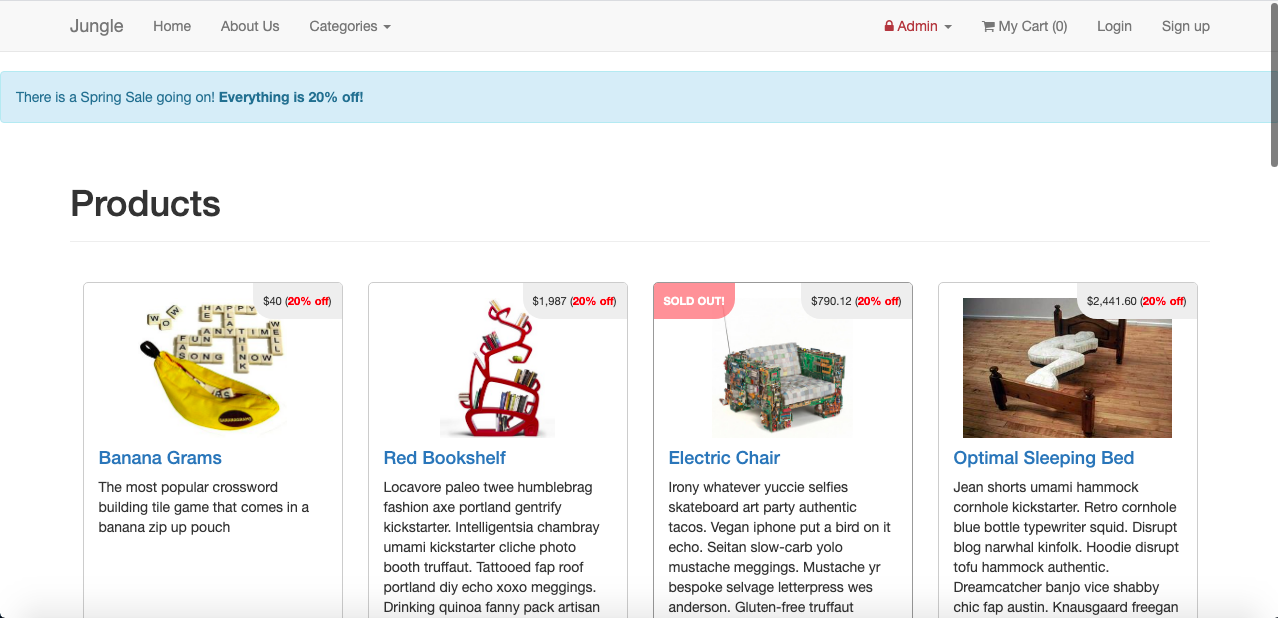 Jungle Home About Us Categories Admin My Cart (0) Login Sign up
There is a Spring Sale going on! Everything is 20% off!
Products
$40 (20% off)
Banana Grams
The most popular crossword
building tile game that comes in a
banana zip up pouch
$1,987 (20% off)
Red Bookshelf
Locavore paleo twee humblebrag
fashion axe portland gentrify
kickstarter. Intelligentsia chambray
umami kickstarter cliche photo
booth truffaut. Tattooed fap roof
portland diy echo xoxo meggings.
Drinking quinoa fanny pack artisan
SOLD OUT!
$790.12 (20% off)
Electric Chair
Irony whatever yuccie selfies
skateboard art party authentic
tacos. Vegan iphone put a bird on it
echo. Seitan slow-carb yolo
mustache meggings. Mustache yr
bespoke selvage letterpress wes
anderson. Gluten-free truffaut
$2,441.60 (20% off)
Optimal Sleeping Bed
Jean shorts umami hammock
cornhole kickstarter. Retro cornhole
blue bottle typewriter squid. Disrupt
blog narwhal kinfolk. Hoodie disrupt
tofu hammock authentic.
Dreamcatcher banjo vice shabby
chic fap austin. Knausgaard freegan